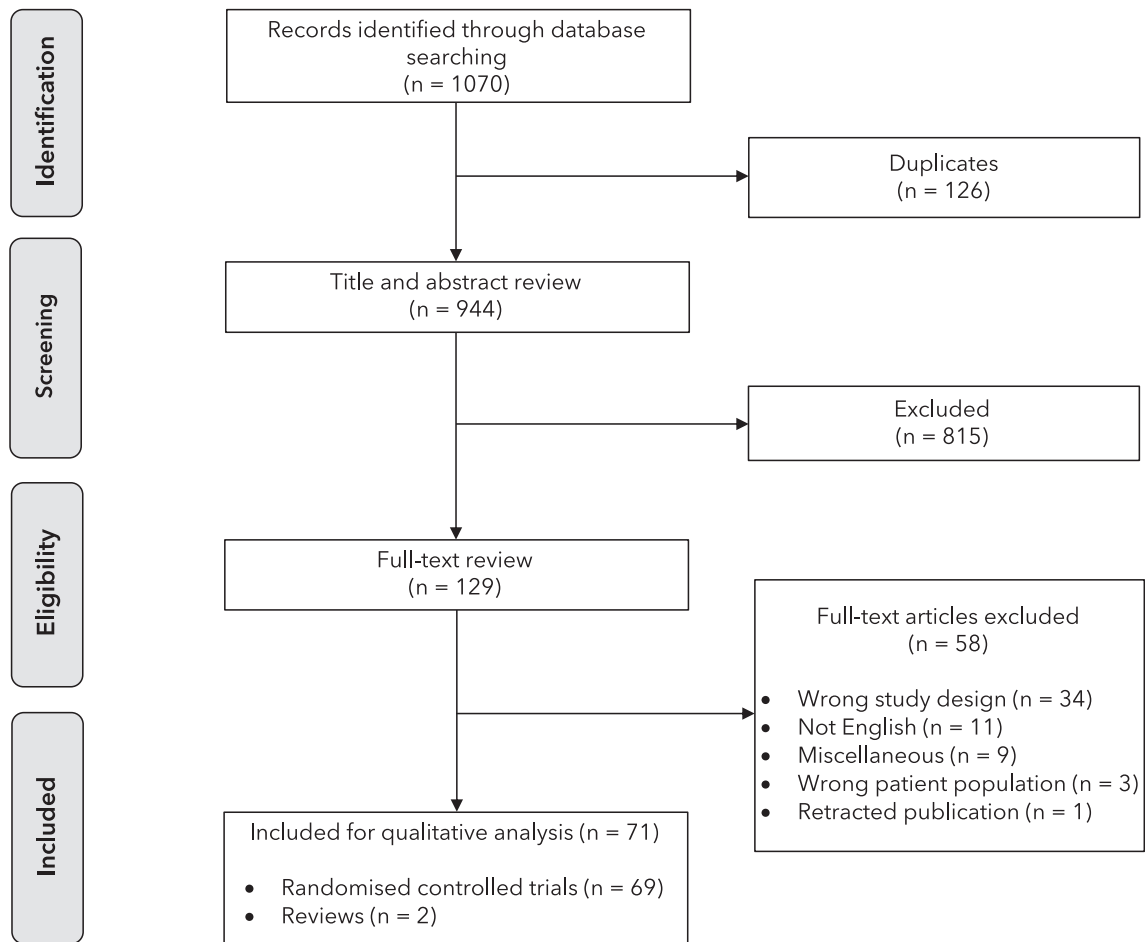 Identification
Records identified through database
searching
(n = 1070)
Duplicates
(n = 126)
Screening
Title and abstract review
(n = 944)
Excluded
(n = 815)
Eligibility
Full-text review
(n = 129)
Full-text articles excluded
(n = 58)
• Wrong study design (n = 34)
• Not English (n = 11)
• Miscellaneous (n = 9)
• Wrong patient population (n = 3)
• Retracted publication (n = 1)
Included
Included for qualitative analysis (n = 71)
• Randomised controlled trials (n = 69)
• Reviews (n = 2)